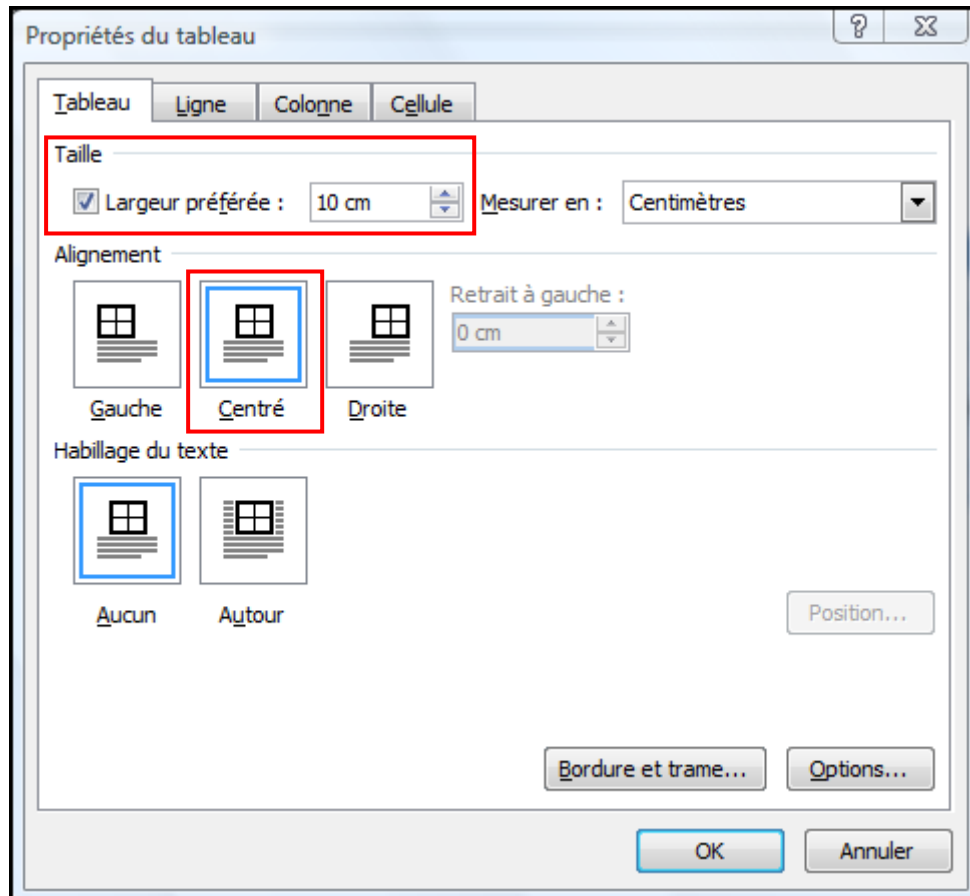 Propriétés du tableau
Tableau Ligne Colonne Cellule
Taille
Largeur préférée : 10 cm Mesurer en : Centimètres
Alignement
Retrait à gauche :
0 cm
Gauche Centré Droite
Habillage du texte
Aucun Autour
Position...
Bordure et trame... Options...
OK Annuler